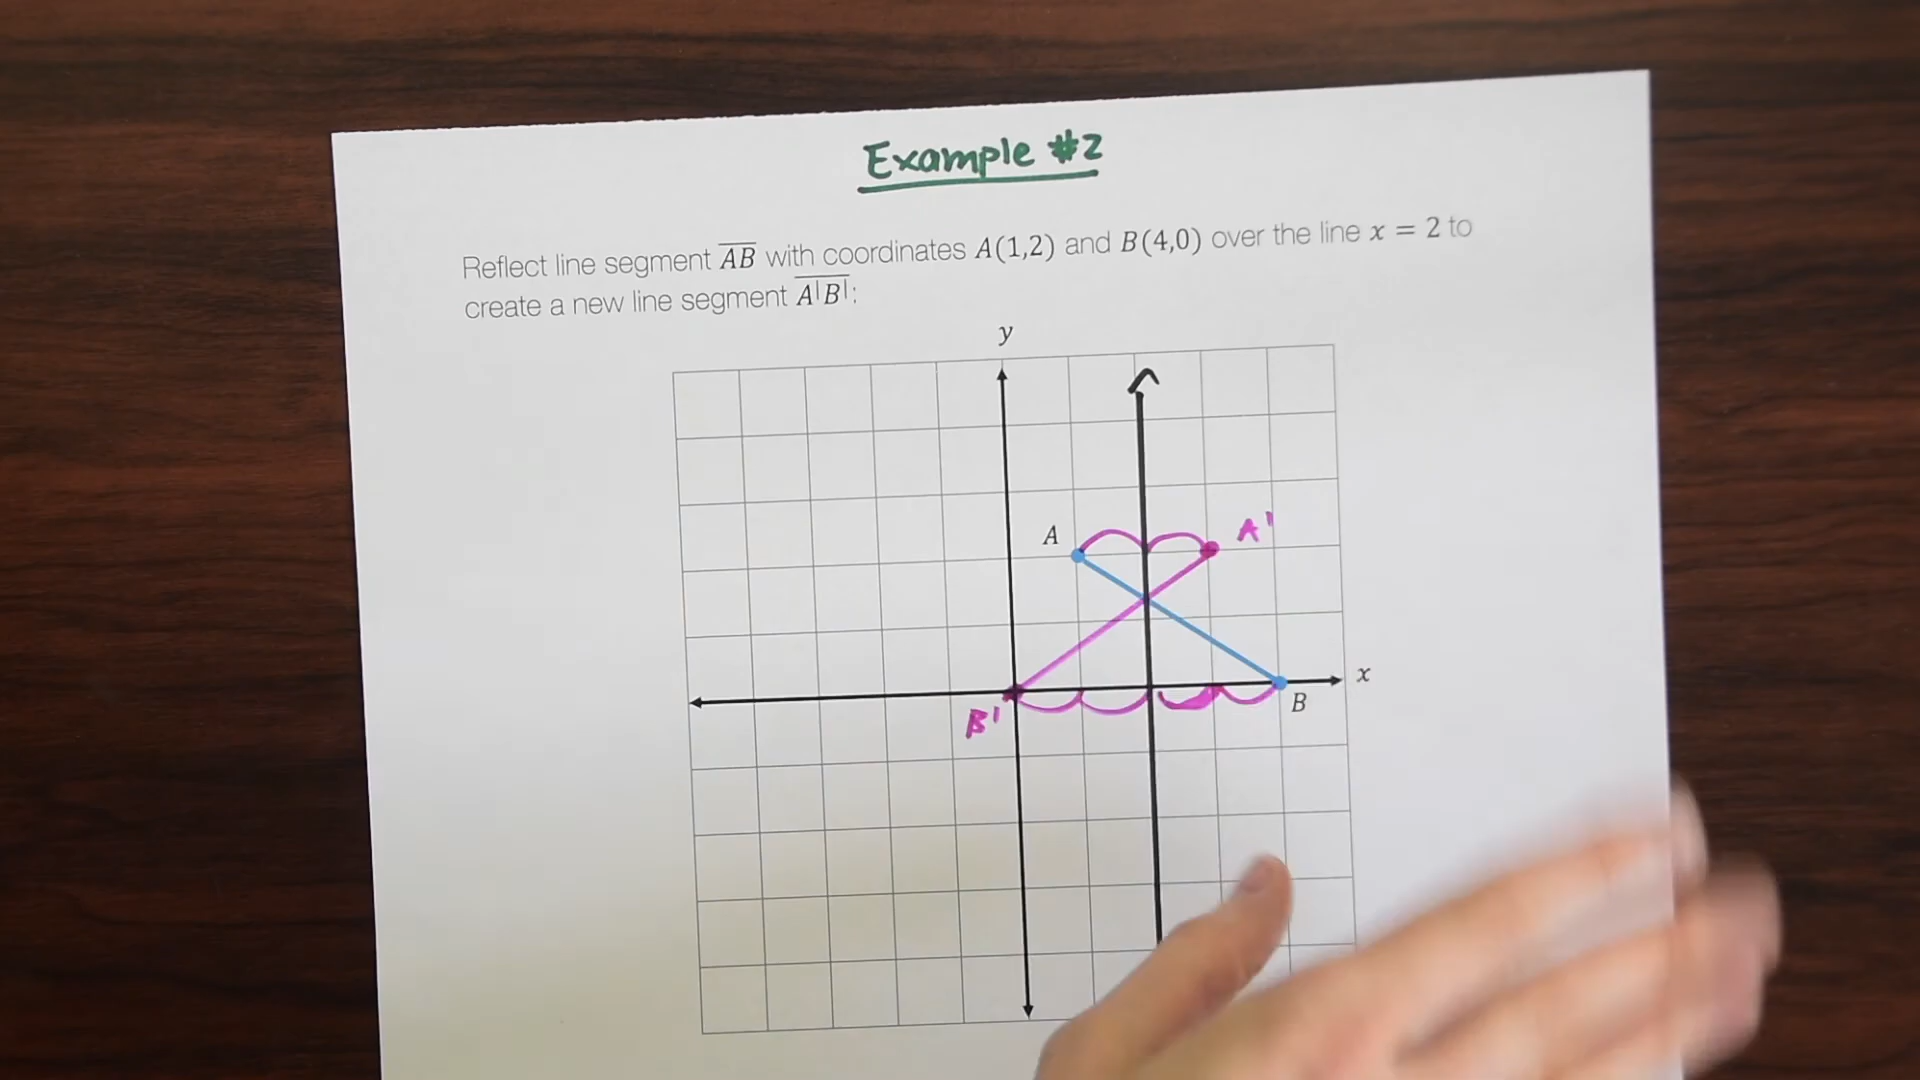 Example #2
Reflect line segment AB with coordinates A(1,2) and B(4,0) over the line x = 2 to
create a new line segment A|B|:
y
A
A'
x
B
B'